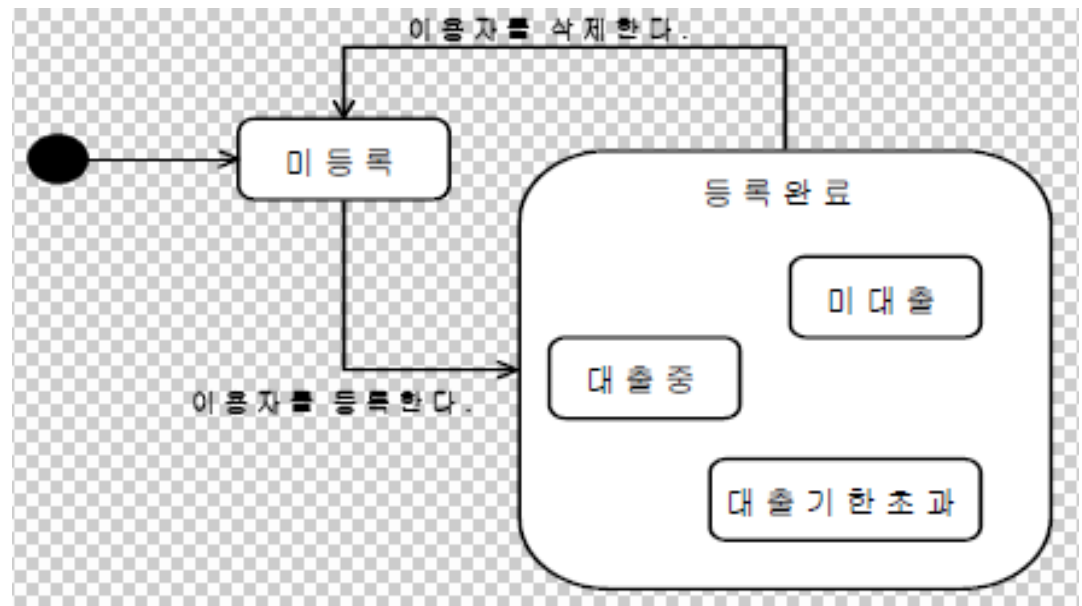 이용자를 삭제한다.
미등록
등록완료
미대출
대출중
이용자를 등록한다.
대출기한초과